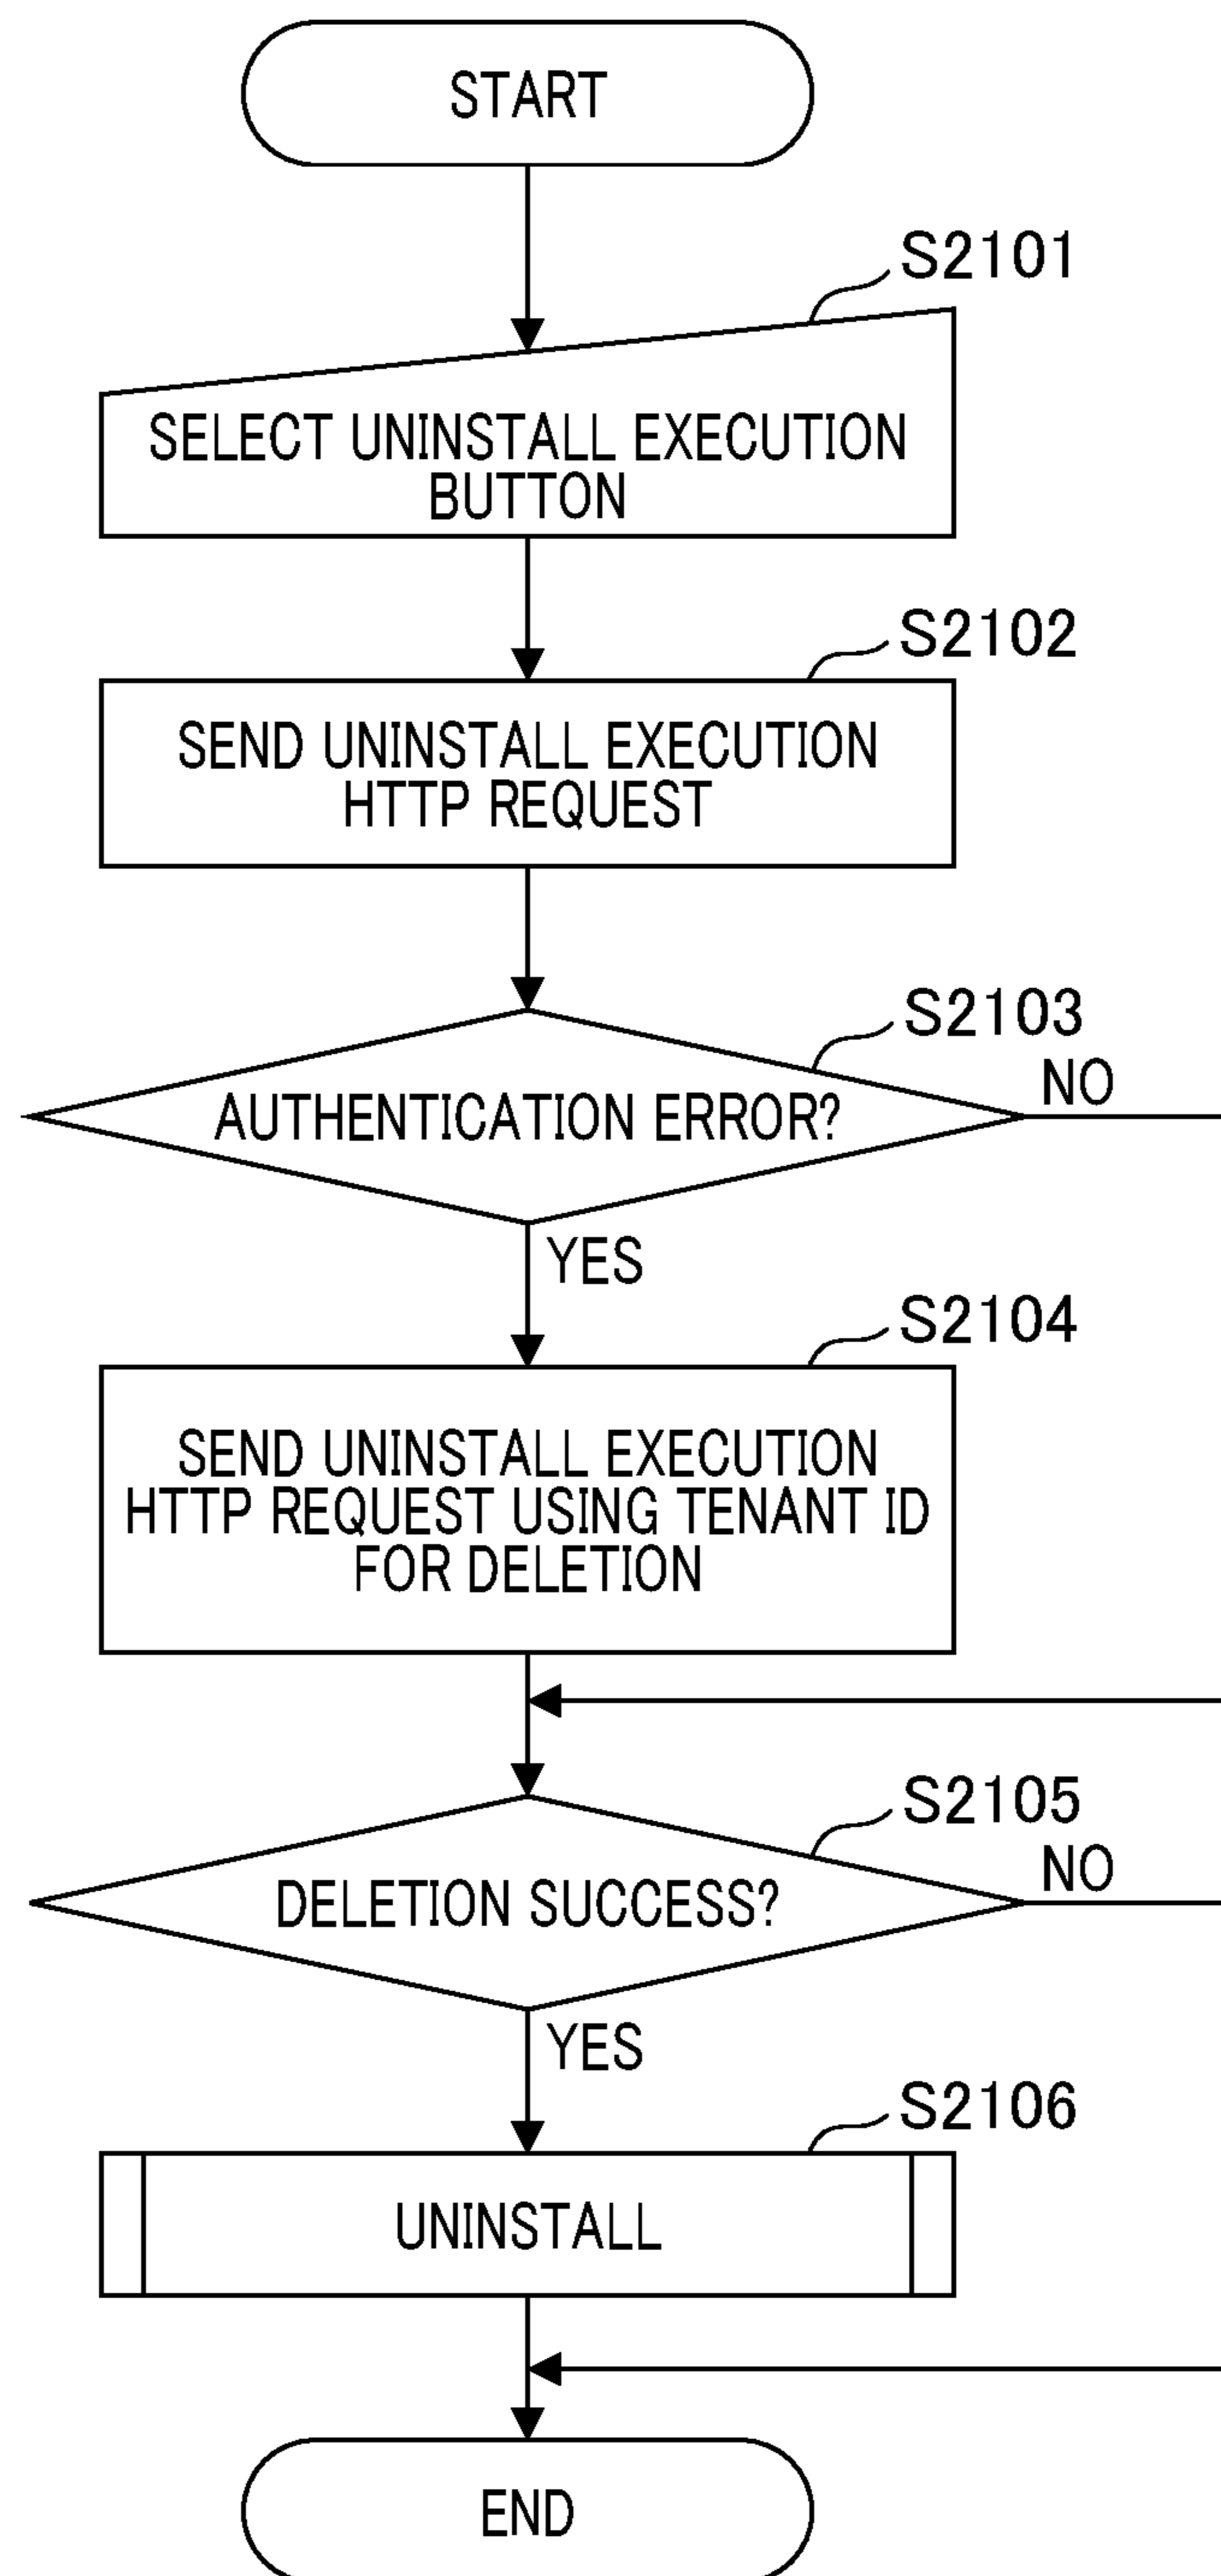 START
S2101
SELECT UNINSTALL EXECUTION
BUTTON
S2102
SEND UNINSTALL EXECUTION
HTTP REQUEST
S2103
NO
AUTHENTICATION ERROR?
YES
S2104
SEND UNINSTALL EXECUTION
HTTP REQUEST USING TENANT ID
FOR DELETION
S2105
NO
DELETION SUCCESS?
YES
S2106
UNINSTALL
END